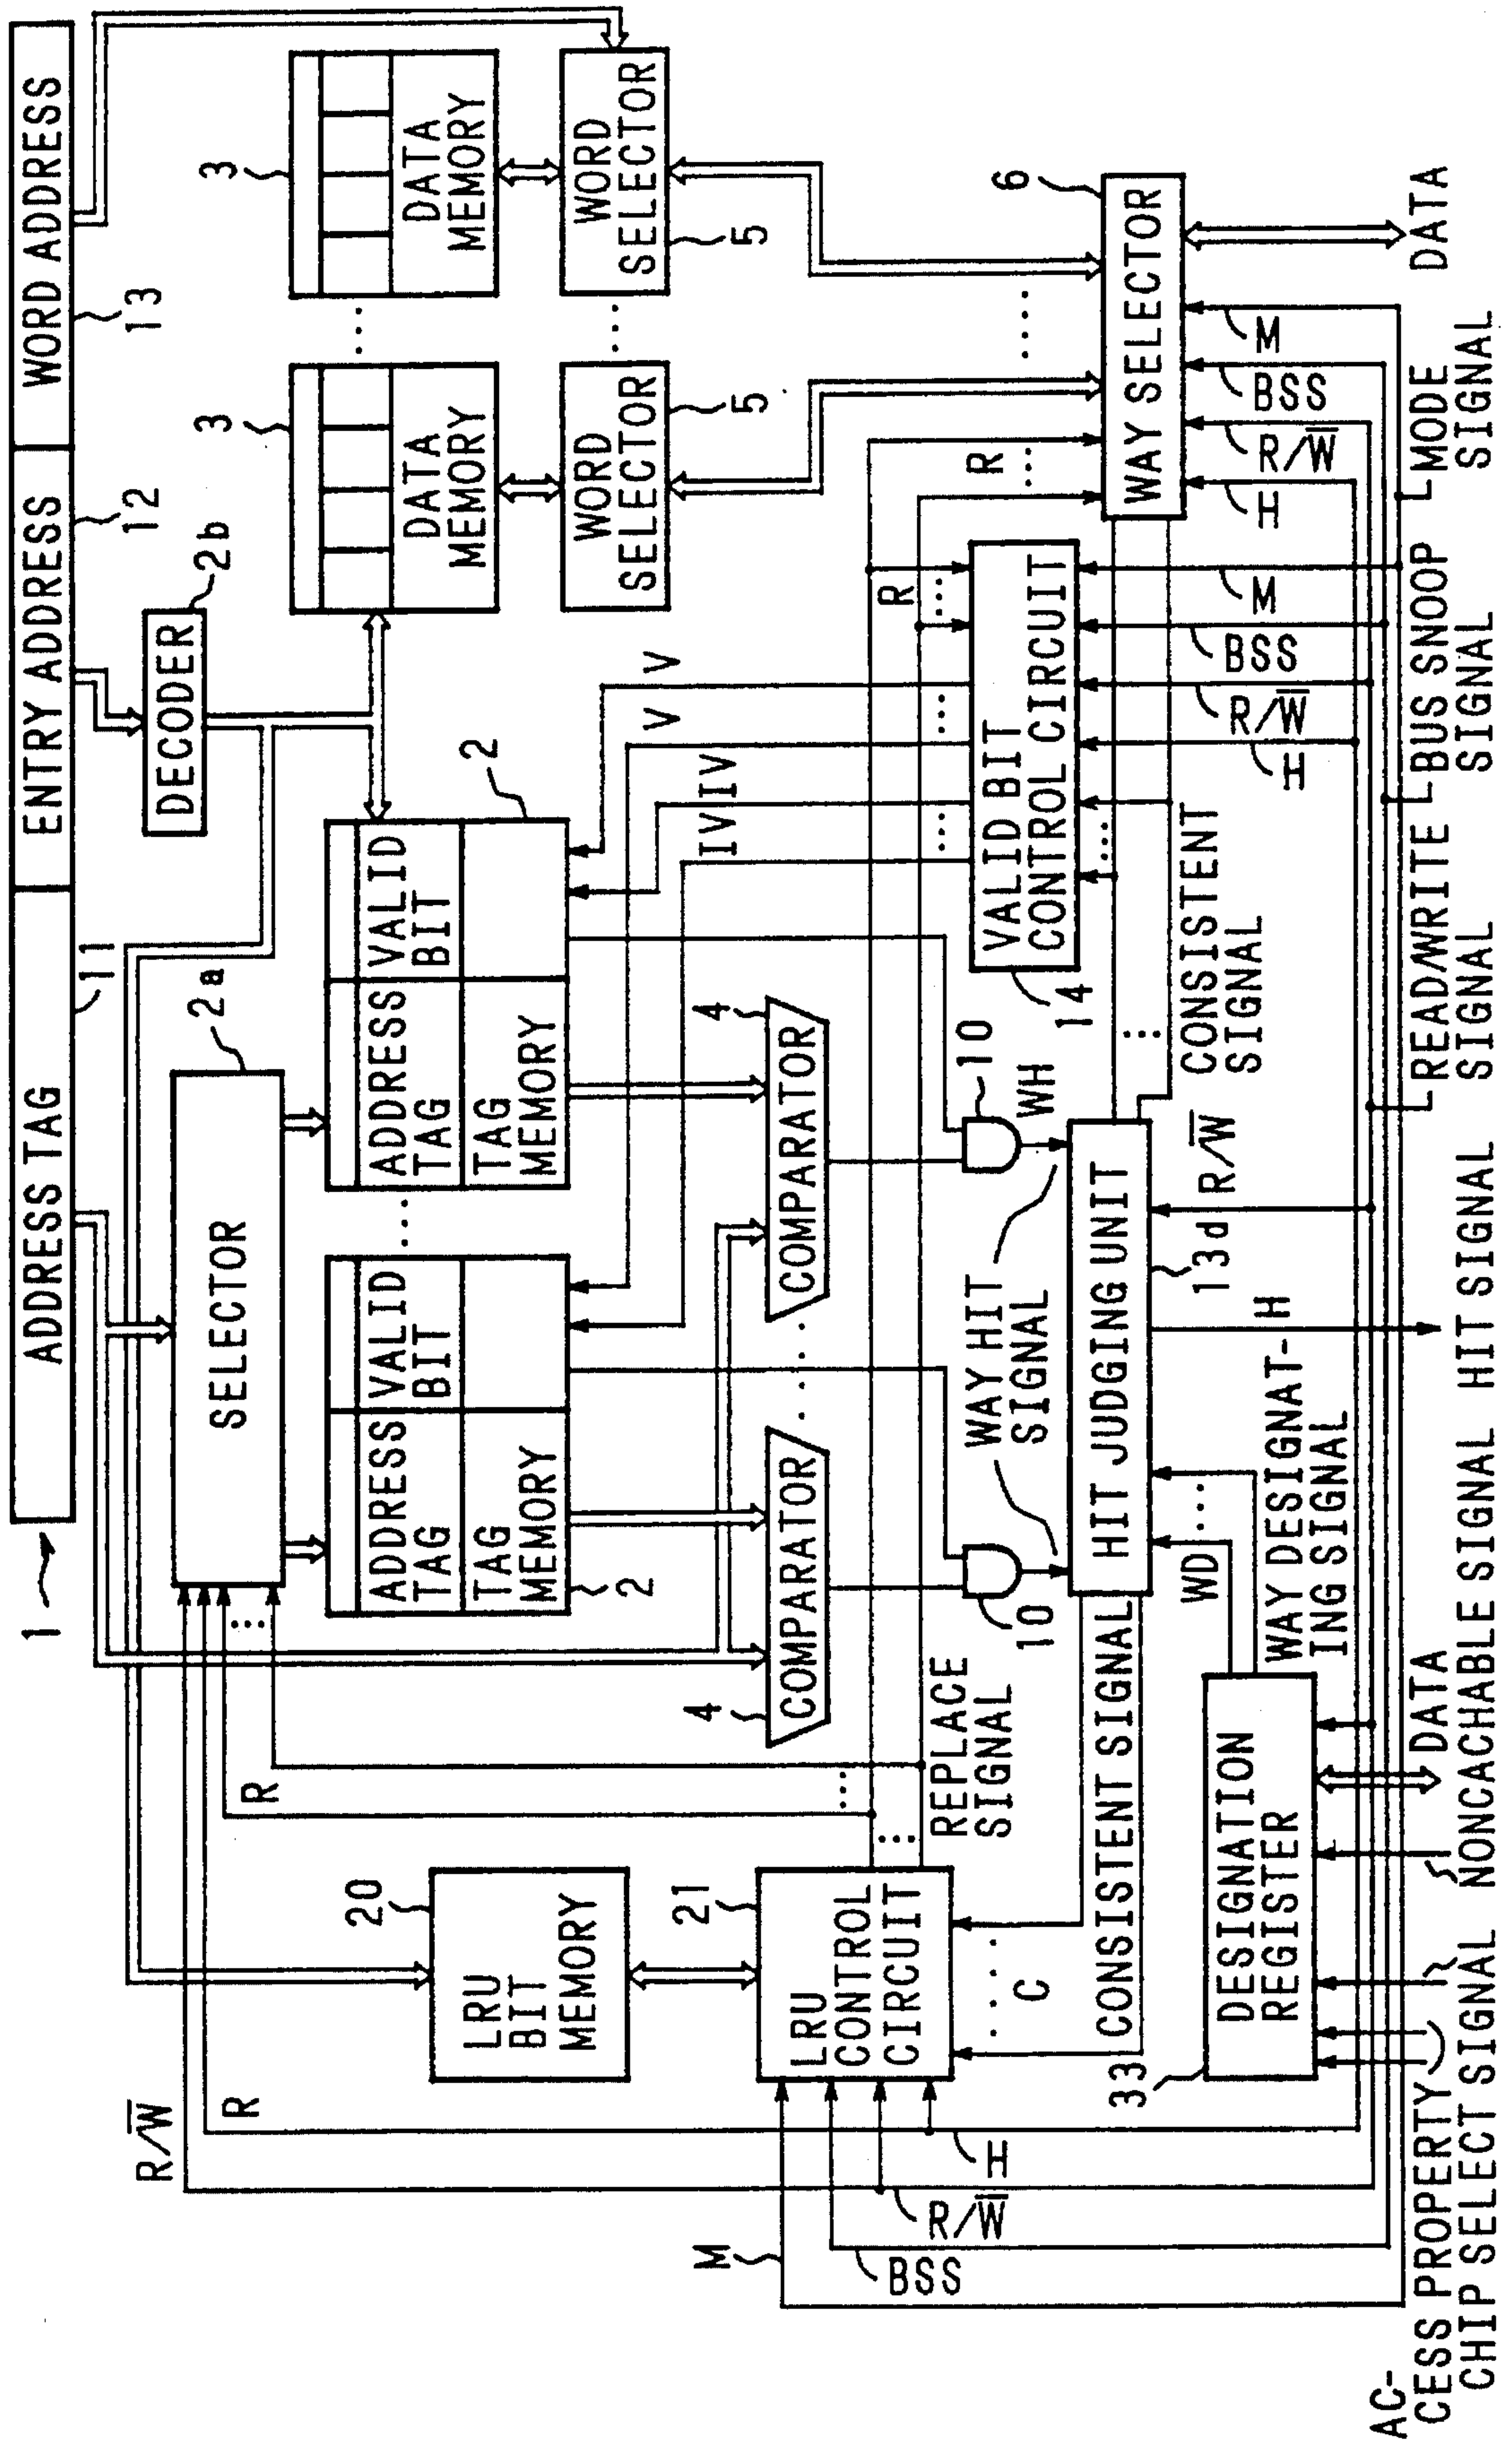 1
ADDRESS TAG
ENTRY ADDRESS
WORD ADDRESS
11
12
13
R/W̅
R
R
SELECTOR
2a
DECODER
2b
LRU
BIT
MEMORY
20
ADDRESS
TAG
VALID
BIT
TAG
MEMORY
2
ADDRESS
TAG
VALID
BIT
TAG
MEMORY
2
DATA
MEMORY
3
DATA
MEMORY
3
WORD
SELECTOR
5
WORD
SELECTOR
5
V
V
IV
IV
LRU
CONTROL
CIRCUIT
21
M
BSS
R/W̅
H
C
REPLACE
SIGNAL
4
COMPARATOR
4
COMPARATOR
10
10
WH
WAY HIT
SIGNAL
VALID BIT
CONTROL CIRCUIT
14
R
R
WAY SELECTOR
6
CONSISTENT SIGNAL
HIT JUDGING UNIT
13d
R/W̅
CONSISTENT
SIGNAL
H
R/W̅
BSS
M
H
R/W̅
BSS
M
DATA
33
DESIGNATION
REGISTER
WD
WAY DESIGNAT-
ING SIGNAL
H
AC-
CESS PROPERTY
CHIP SELECT SIGNAL
DATA
NONCACHABLE SIGNAL
HIT SIGNAL
READ/WRITE
SIGNAL
BUS SNOOP
SIGNAL
MODE
SIGNAL